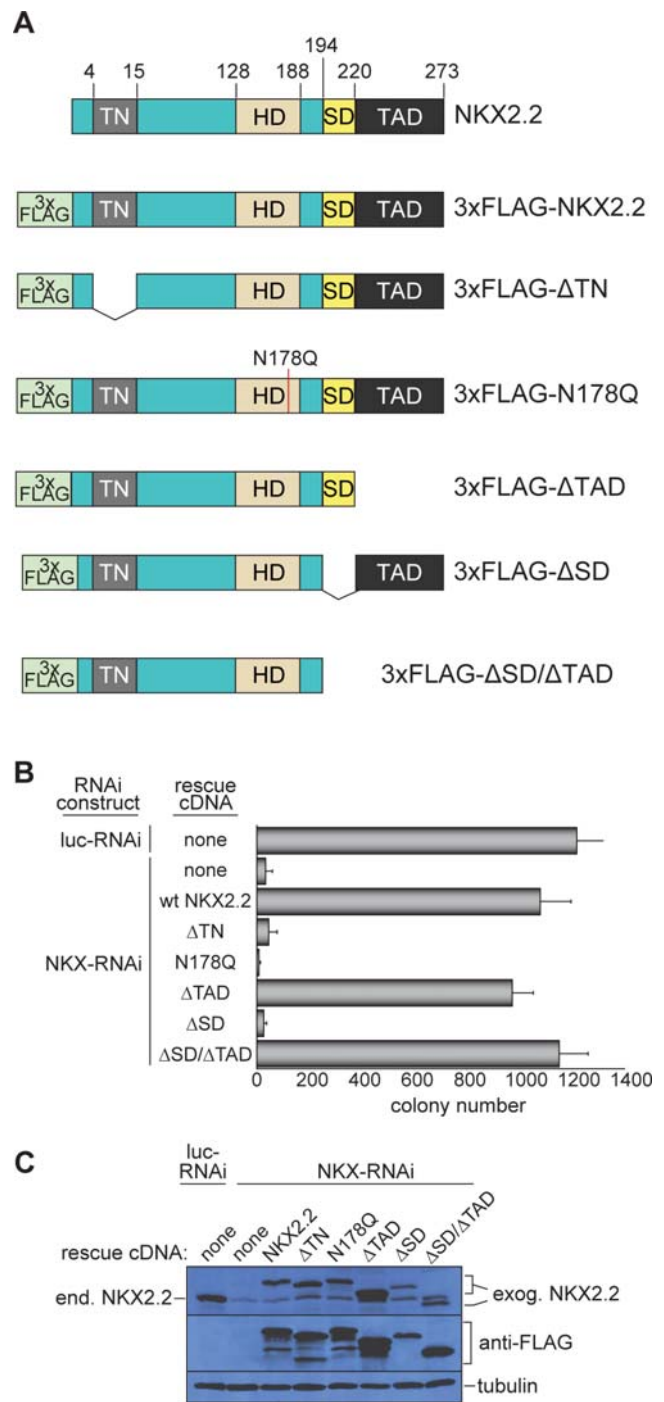 A
194
4 15 128 188 220 273
TN HD SD TAD NKX2.2
3x
FLAG TN HD SD TAD 3xFLAG-NKX2.2
3x
FLAG HD SD TAD 3xFLAG-ΔTN
N178Q
3x
FLAG TN HD SD TAD 3xFLAG-N178Q
3x
FLAG TN HD SD 3xFLAG-ΔTAD
3x
FLAG TN HD TAD 3xFLAG-ΔSD
3x
FLAG TN HD 3xFLAG-ΔSD/ΔTAD
B
RNAi
construct
rescue
cDNA
luc-RNAi none
none
wt NKX2.2
ΔTN
NKX-RNAi N178Q
ΔTAD
ΔSD
ΔSD/ΔTAD
0 200 400 600 800 1000 1200 1400
colony number
C
luc-
RNAi
NKX-RNAi
rescue cDNA: none none NKX2.2 ΔTN N178Q ΔTAD ΔSD ΔSD/ΔTAD
end. NKX2.2 exog. NKX2.2
anti-FLAG
tubulin